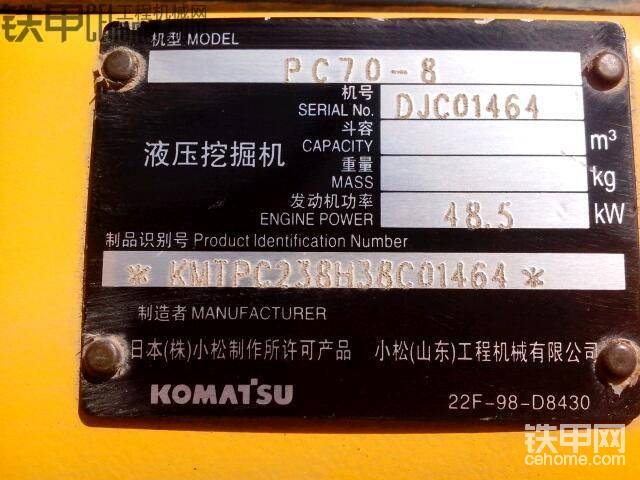 铁甲网工程机械网
机型 MODEL
PC70-8
机号
SERIAL No.
DJC01464
斗容
CAPACITY
m³
液压挖掘机
重量
MASS
kg
发动机功率
ENGINE POWER
48.5
kW
制品识别号 Product Identification Number
* KMTPC238H38C01464 *
制造者 MANUFACTURER
日本(株)小松制作所许可产品 小松(山东)工程机械有限公司
KOMATSU
22F-98-D8430
铁甲网
cehome.com